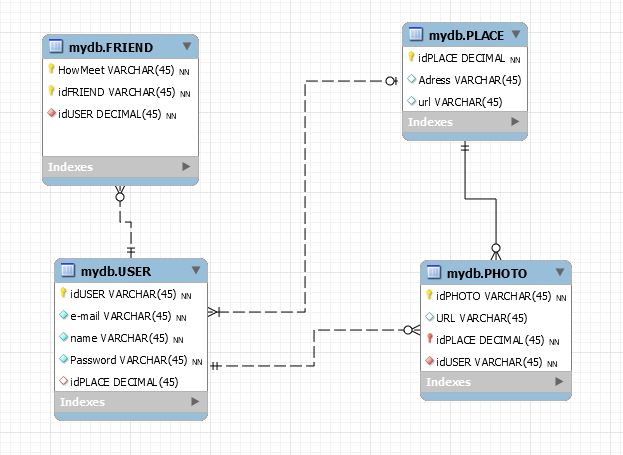 mydb.FRIEND
HowMeet VARCHAR(45) NN
idFRIEND VARCHAR(45) NN
idUSER DECIMAL(45) NN
Indexes
mydb.PLACE
idPLACE DECIMAL NN
Adress VARCHAR(45)
url VARCHAR(45)
Indexes
mydb.USER
idUSER VARCHAR(45) NN
e-mail VARCHAR(45) NN
name VARCHAR(45) NN
Password VARCHAR(45) NN
idPLACE DECIMAL(45)
Indexes
mydb.PHOTO
idPHOTO VARCHAR(45) NN
URL VARCHAR(45)
idPLACE DECIMAL(45) NN
idUSER VARCHAR(45) NN
Indexes